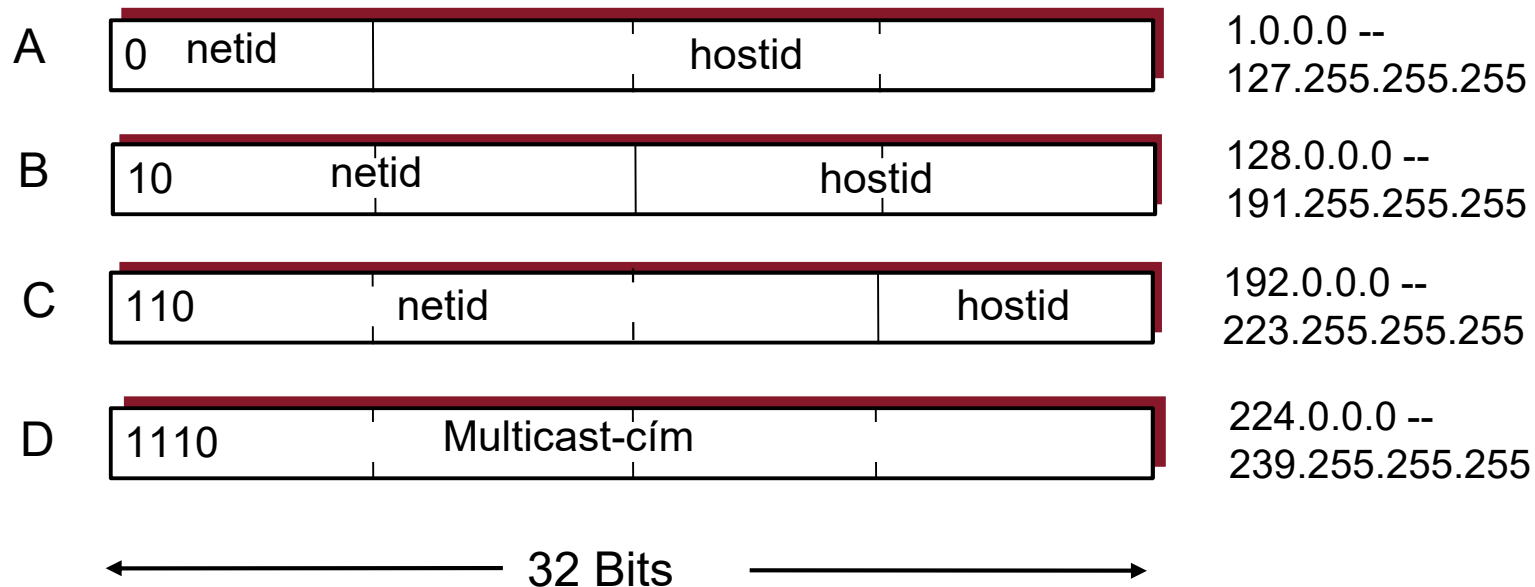 A
0 netid hostid
1.0.0.0 --
127.255.255.255
B
10 netid hostid
128.0.0.0 --
191.255.255.255
C
110 netid hostid
192.0.0.0 --
223.255.255.255
D
1110 Multicast-cím
224.0.0.0 --
239.255.255.255
32 Bits